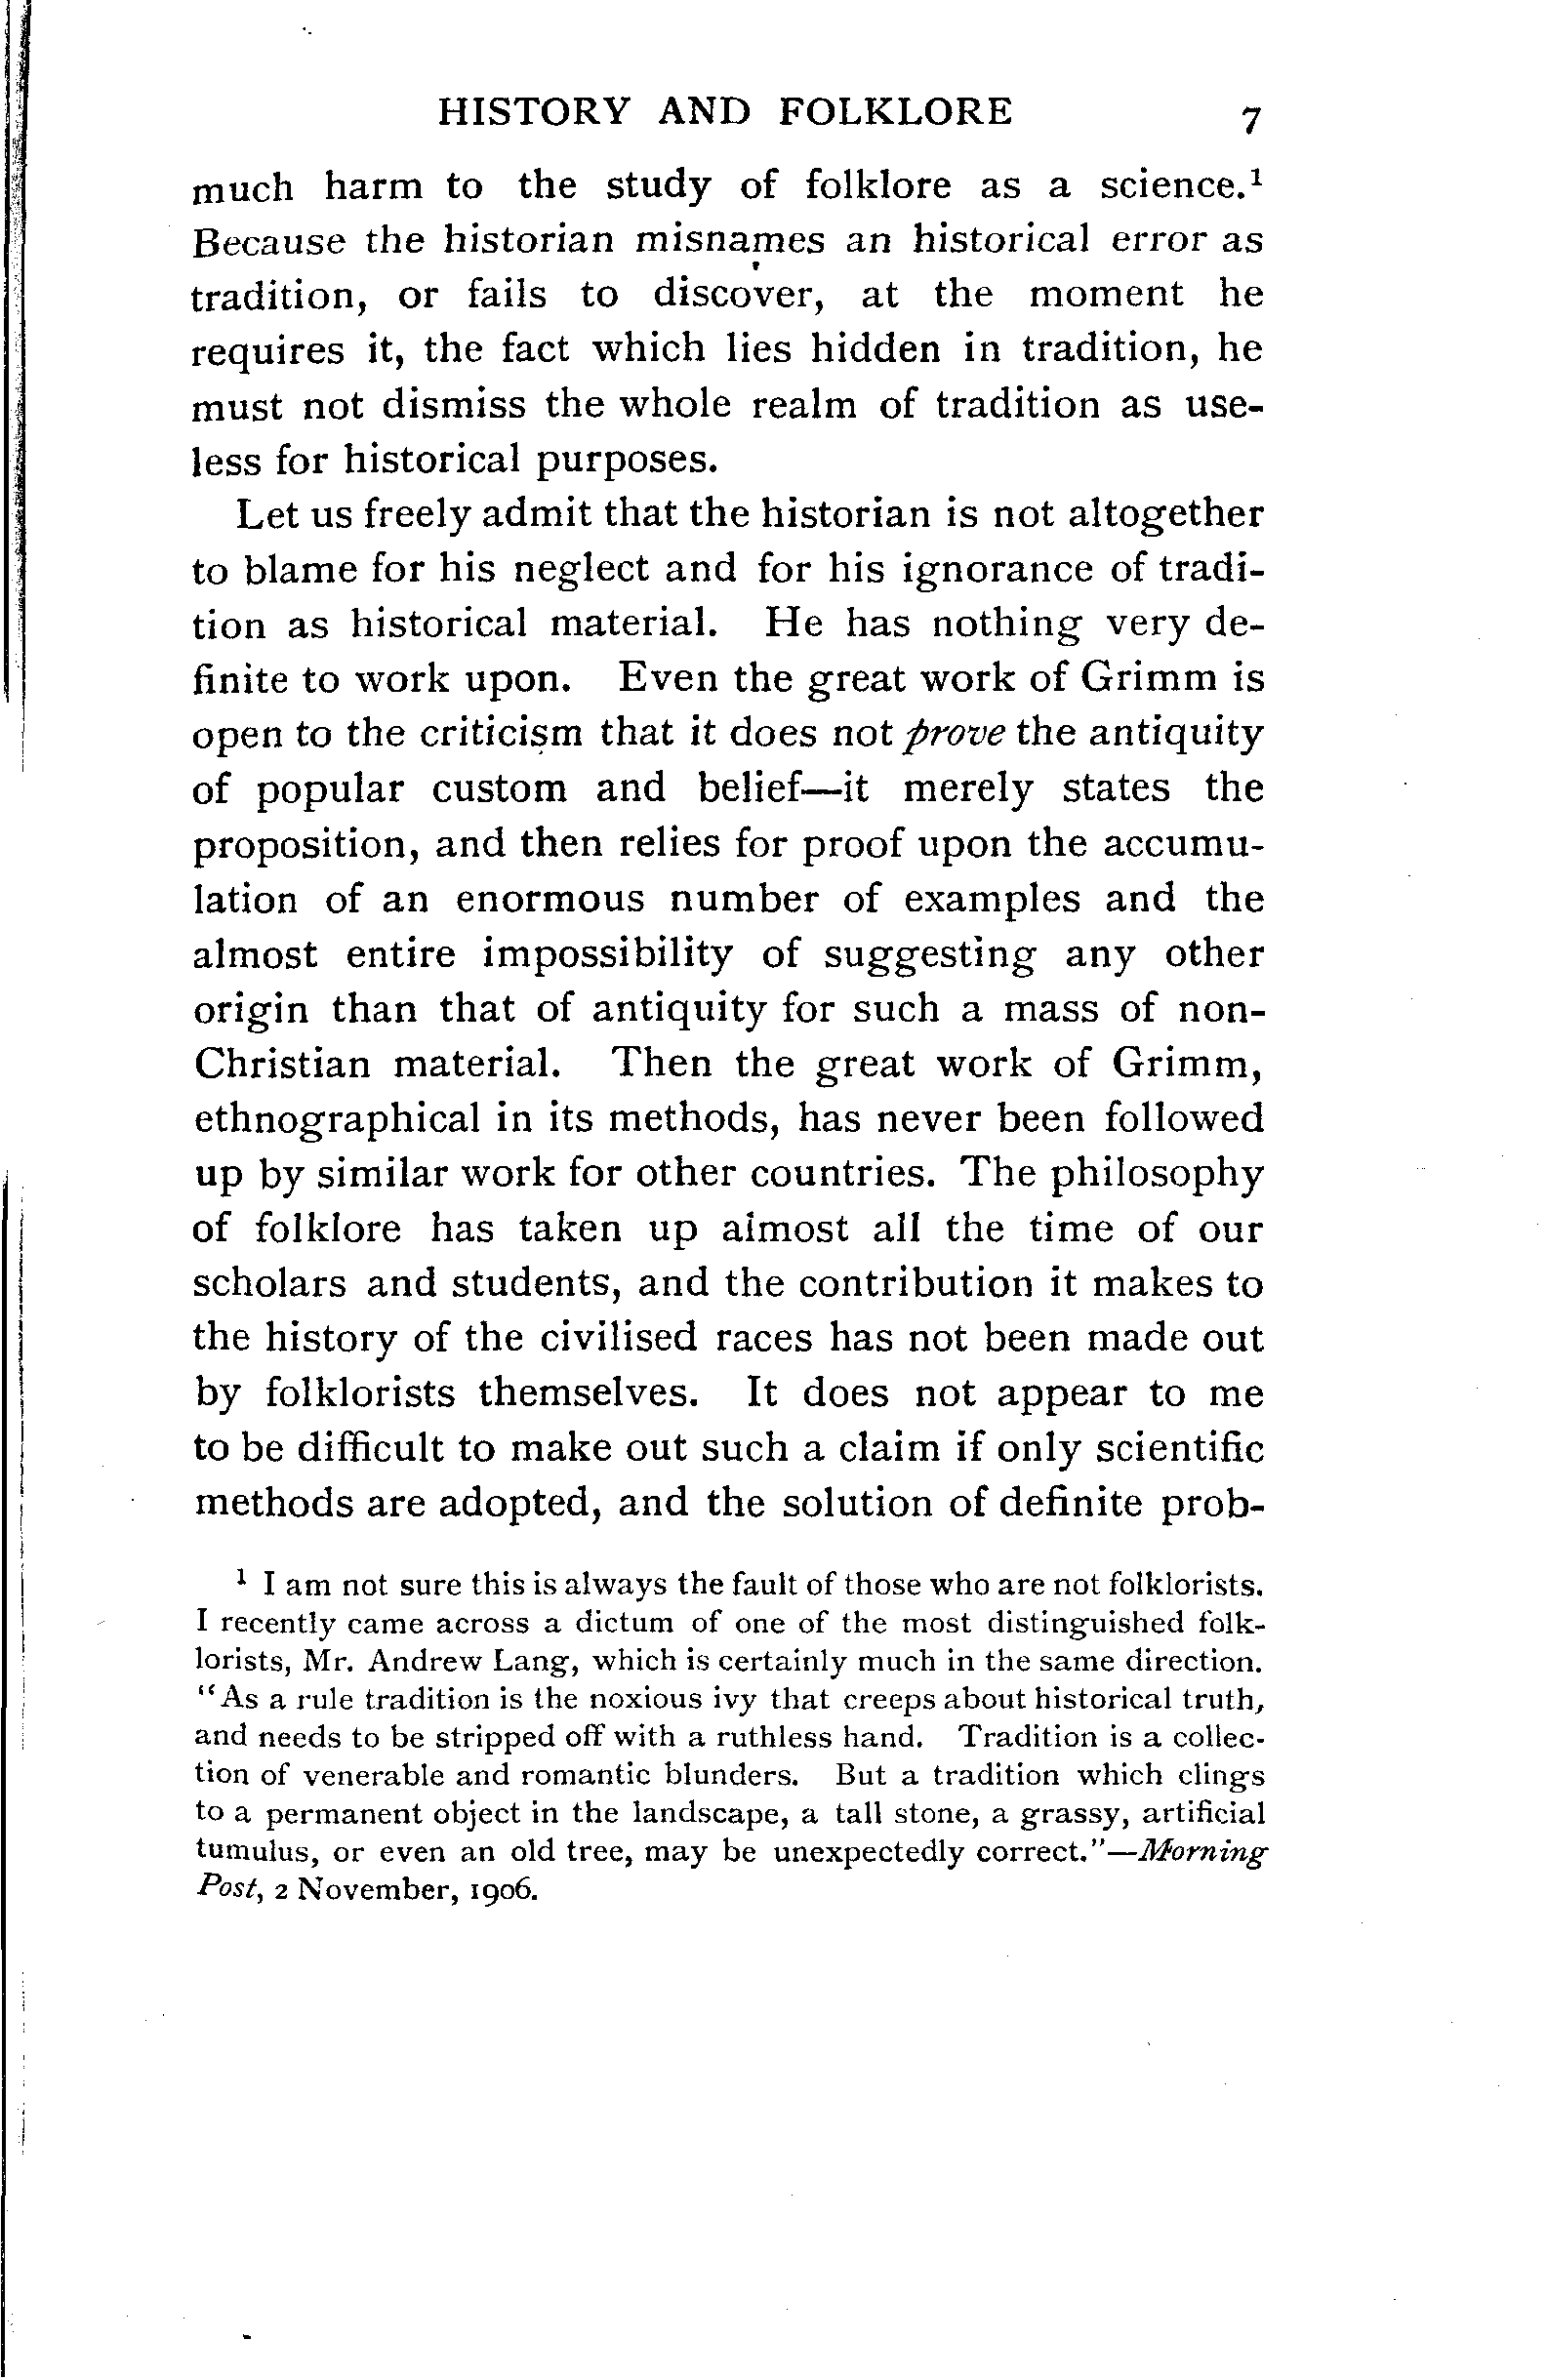 HISTORY AND FOLKLORE 7
much harm to the study of folklore as a science.¹
Because the historian misnames an historical error as
tradition, or fails to discover, at the moment he
requires it, the fact which lies hidden in tradition, he
must not dismiss the whole realm of tradition as use-
less for historical purposes.
Let us freely admit that the historian is not altogether
to blame for his neglect and for his ignorance of tradi-
tion as historical material. He has nothing very de-
finite to work upon. Even the great work of Grimm is
open to the criticism that it does not prove the antiquity
of popular custom and belief—it merely states the
proposition, and then relies for proof upon the accumu-
lation of an enormous number of examples and the
almost entire impossibility of suggesting any other
origin than that of antiquity for such a mass of non-
Christian material. Then the great work of Grimm,
ethnographical in its methods, has never been followed
up by similar work for other countries. The philosophy
of folklore has taken up almost all the time of our
scholars and students, and the contribution it makes to
the history of the civilised races has not been made out
by folklorists themselves. It does not appear to me
to be difficult to make out such a claim if only scientific
methods are adopted, and the solution of definite prob-
¹ I am not sure this is always the fault of those who are not folklorists.
I recently came across a dictum of one of the most distinguished folk-
lorists, Mr. Andrew Lang, which is certainly much in the same direction.
"As a rule tradition is the noxious ivy that creeps about historical truth,
and needs to be stripped off with a ruthless hand. Tradition is a collec-
tion of venerable and romantic blunders. But a tradition which clings
to a permanent object in the landscape, a tall stone, a grassy, artificial
tumulus, or even an old tree, may be unexpectedly correct."—Morning
Post, 2 November, 1906.